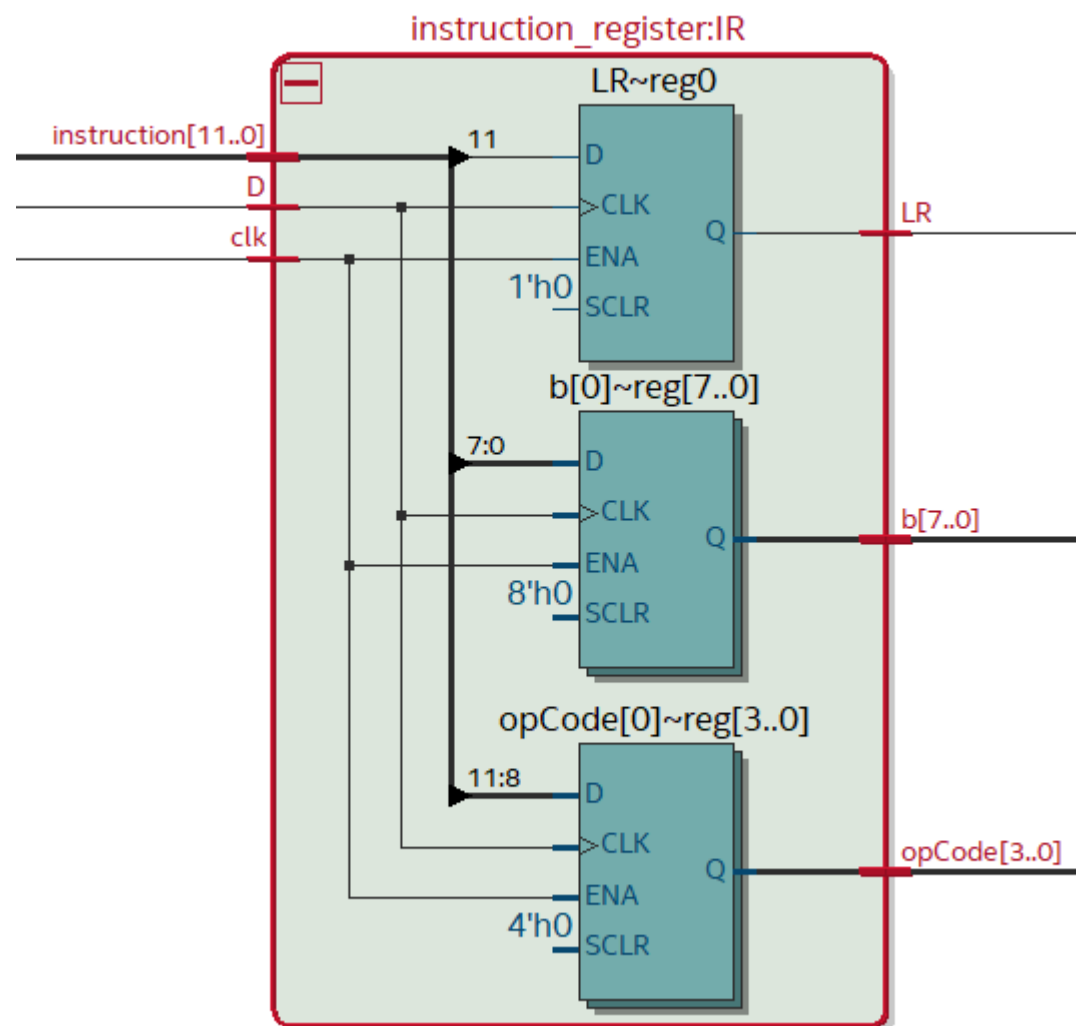 instruction_register:IR
LR~reg0
instruction[11..0]
11
D
D
CLK
LR
clk
Q
ENA
1'h0
SCLR
b[0]~reg[7..0]
7:0
D
CLK
b[7..0]
Q
ENA
8'h0
SCLR
opCode[0]~reg[3..0]
11:8
D
CLK
opCode[3..0]
Q
ENA
4'h0
SCLR